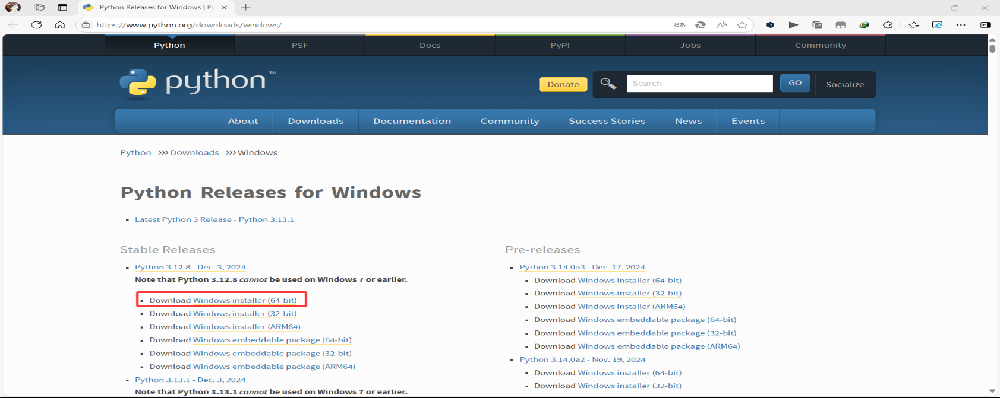 Python Releases for Windows | Py
https://www.python.org/downloads/windows/
Python PSF Docs PyPI Jobs Community
python™
Donate Search GO Socialize
About Downloads Documentation Community Success Stories News Events
Python >>> Downloads >>> Windows
Python Releases for Windows
Latest Python 3 Release - Python 3.13.1
Stable Releases
Python 3.12.8 - Dec. 3, 2024
Note that Python 3.12.8 cannot be used on Windows 7 or earlier.
Download Windows installer (64-bit)
Download Windows installer (32-bit)
Download Windows installer (ARM64)
Download Windows embeddable package (64-bit)
Download Windows embeddable package (32-bit)
Download Windows embeddable package (ARM64)
Python 3.13.1 - Dec. 3, 2024
Note that Python 3.13.1 cannot be used on Windows 7 or earlier.
Pre-releases
Python 3.14.0a3 - Dec. 17, 2024
Download Windows installer (64-bit)
Download Windows installer (32-bit)
Download Windows installer (ARM64)
Download Windows embeddable package (64-bit)
Download Windows embeddable package (32-bit)
Download Windows embeddable package (ARM64)
Python 3.14.0a2 - Nov. 19, 2024
Download Windows installer (64-bit)
Download Windows installer (32-bit)